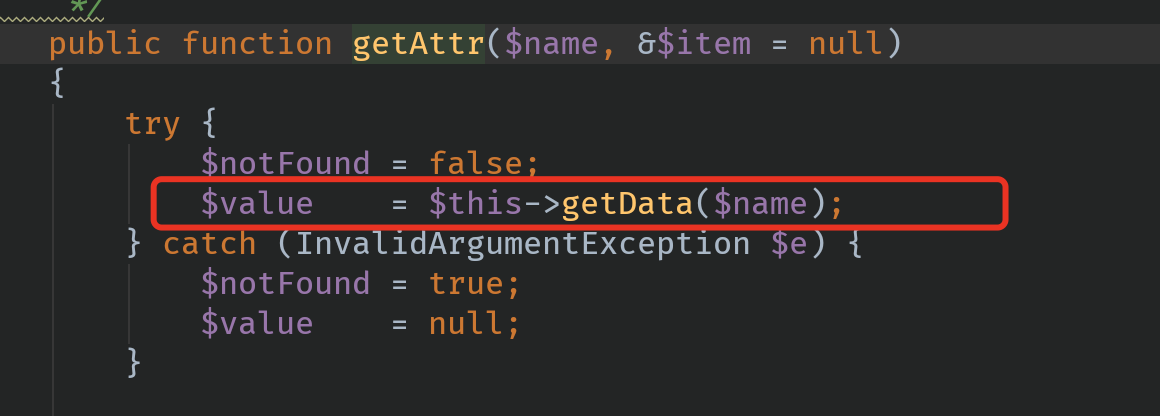 */
public function getAttr($name, &$item = null)
{
try {
$notFound = false;
$value    = $this->getData($name);
} catch (InvalidArgumentException $e) {
$notFound = true;
$value    = null;
}